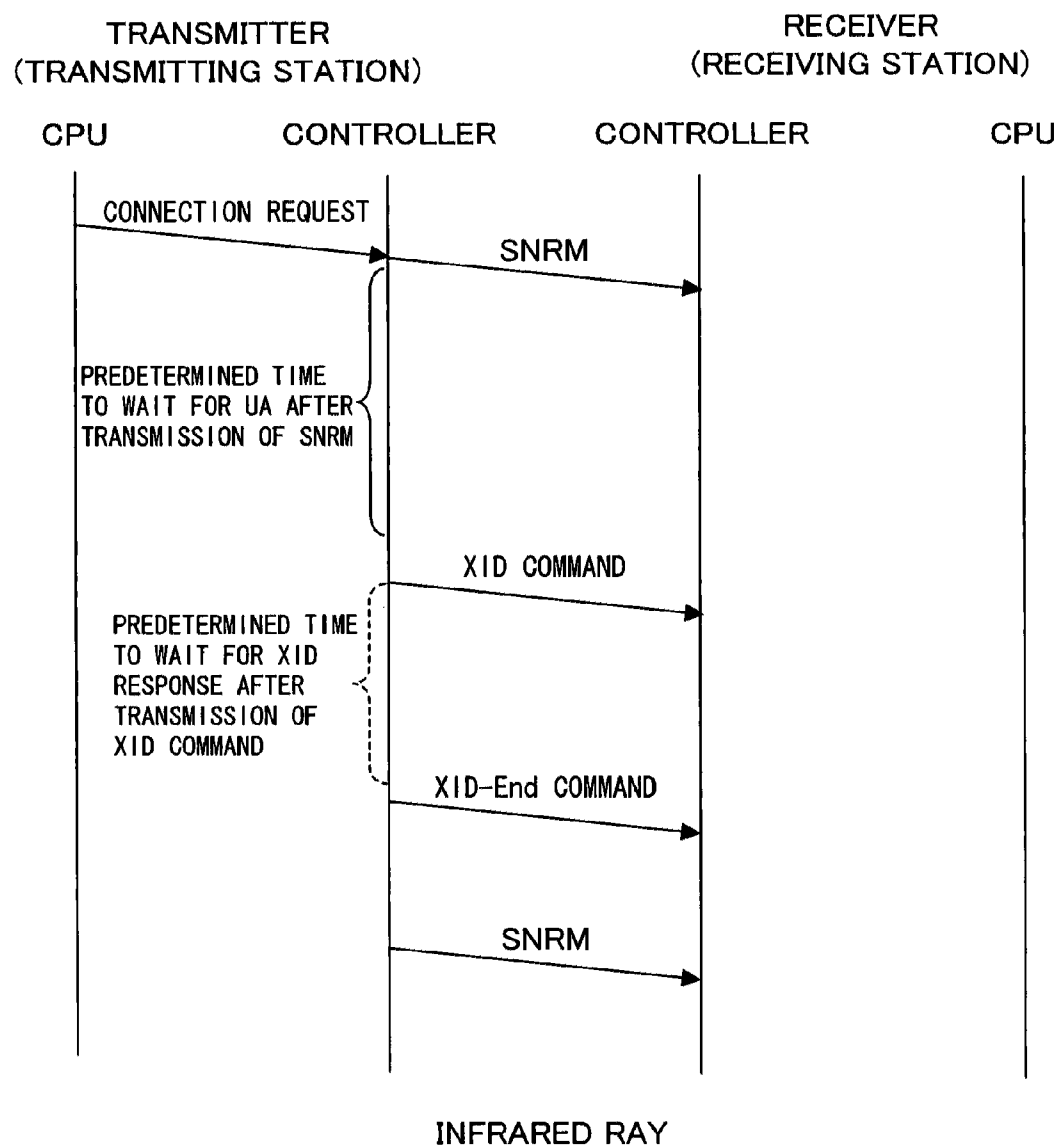 TRANSMITTER
(TRANSMITTING STATION)
RECEIVER
(RECEIVING STATION)
CPU
CONTROLLER
CONTROLLER
CPU
CONNECTION REQUEST
SNRM
PREDETERMINED TIME
TO WAIT FOR UA AFTER
TRANSMISSION OF SNRM
XID COMMAND
PREDETERMINED TIME
TO WAIT FOR XID
RESPONSE AFTER
TRANSMISSION OF
XID COMMAND
XID-End COMMAND
SNRM
INFRARED RAY